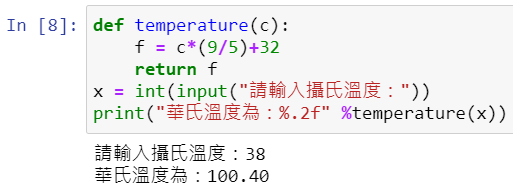 In [8]: def temperature(c):
    f = c*(9/5)+32
    return f
x = int(input("請輸入攝氏溫度："))
print("華氏溫度為：%.2f" %temperature(x))
請輸入攝氏溫度：38
華氏溫度為：100.40